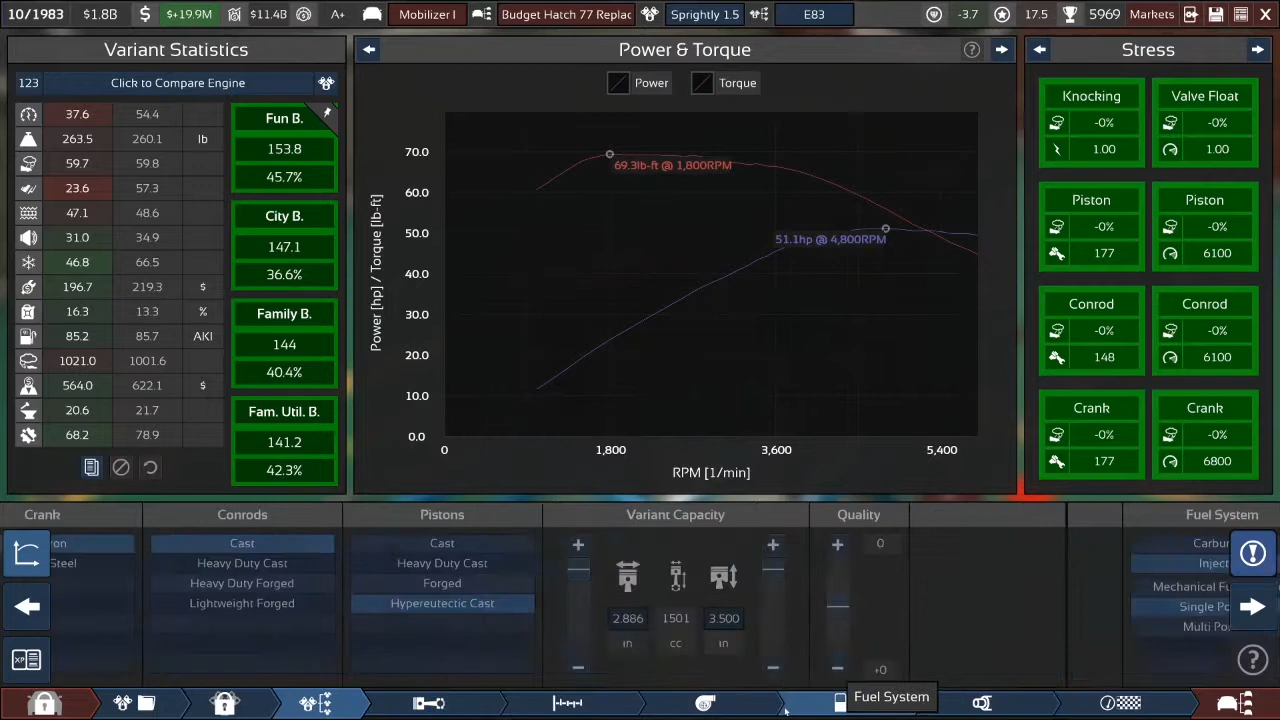 10/1983 $1.8B $ $+19.9M $11.4B A+ Mobilizer I Budget Hatch 77 Replac Sprightly 1.5 E83 -3.7 17.5 5969 Markets
Variant Statistics
123 Click to Compare Engine
37.6 54.4
263.5 260.1 lb
59.7 59.8
23.6 57.3
47.1 48.6
31.0 34.9
46.8 66.5
196.7 219.3 $
16.3 13.3 %
85.2 85.7 AKI
1021.0 1001.6
564.0 622.1 $
20.6 21.7
68.2 78.9
Fun B.
153.8
45.7%
City B.
147.1
36.6%
Family B.
144
40.4%
Fam. Util. B.
141.2
42.3%
Power & Torque ?
Power Torque
Power [hp] / Torque [lb-ft]
70.0
60.0
50.0
40.0
30.0
20.0
10.0
0.0
69.3lb-ft @ 1,800RPM
51.1hp @ 4,800RPM
0 1,800 3,600 5,400
RPM [1/min]
Stress
Knocking Valve Float
-0% -0%
1.00 1.00
Piston Piston
-0% -0%
177 6100
Conrod Conrod
-0% -0%
148 6100
Crank Crank
-0% -0%
177 6800
Crank
on
Steel
Conrods
Cast
Heavy Duty Cast
Heavy Duty Forged
Lightweight Forged
Pistons
Cast
Heavy Duty Cast
Forged
Hypereutectic Cast
Variant Capacity
+ +
2.886 1501 3.500
in cc in
− −
Quality
+ 0
− +0
Fuel System
Carbur
Inject
Mechanical Fu
Single Po
Multi Poi
XP
?
Fuel System